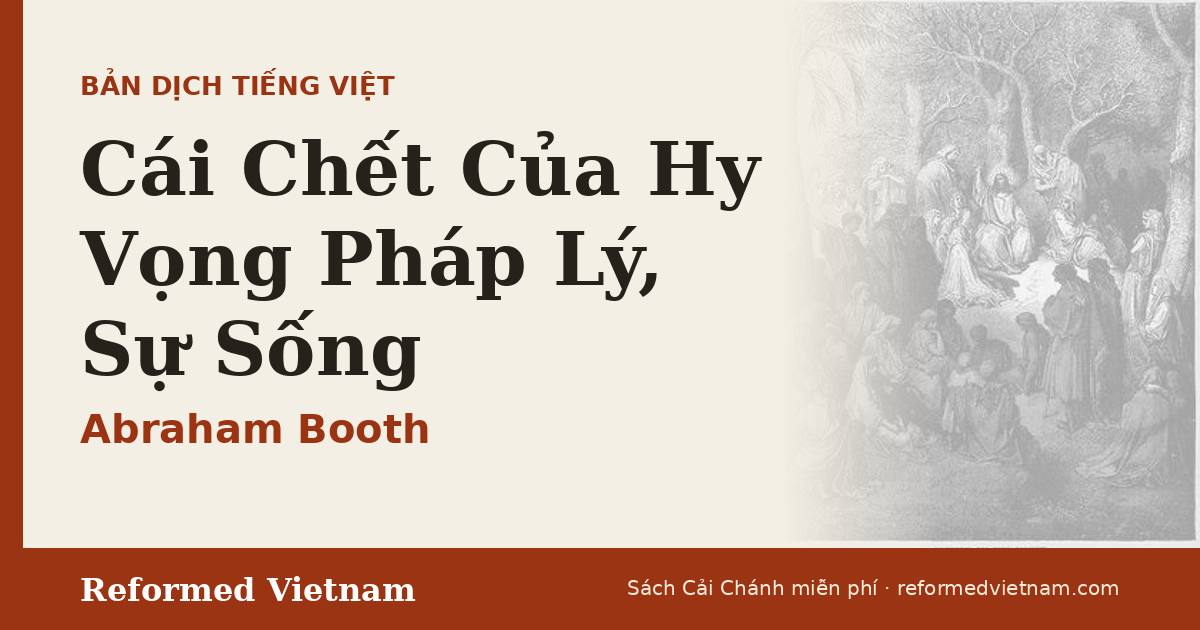 BẢN DỊCH TIẾNG VIỆT
Cái Chết Của Hy
Vọng Pháp Lý,
Sự Sống
Abraham Booth
Reformed Vietnam
Sách Cải Chánh miễn phí · reformedvietnam.com